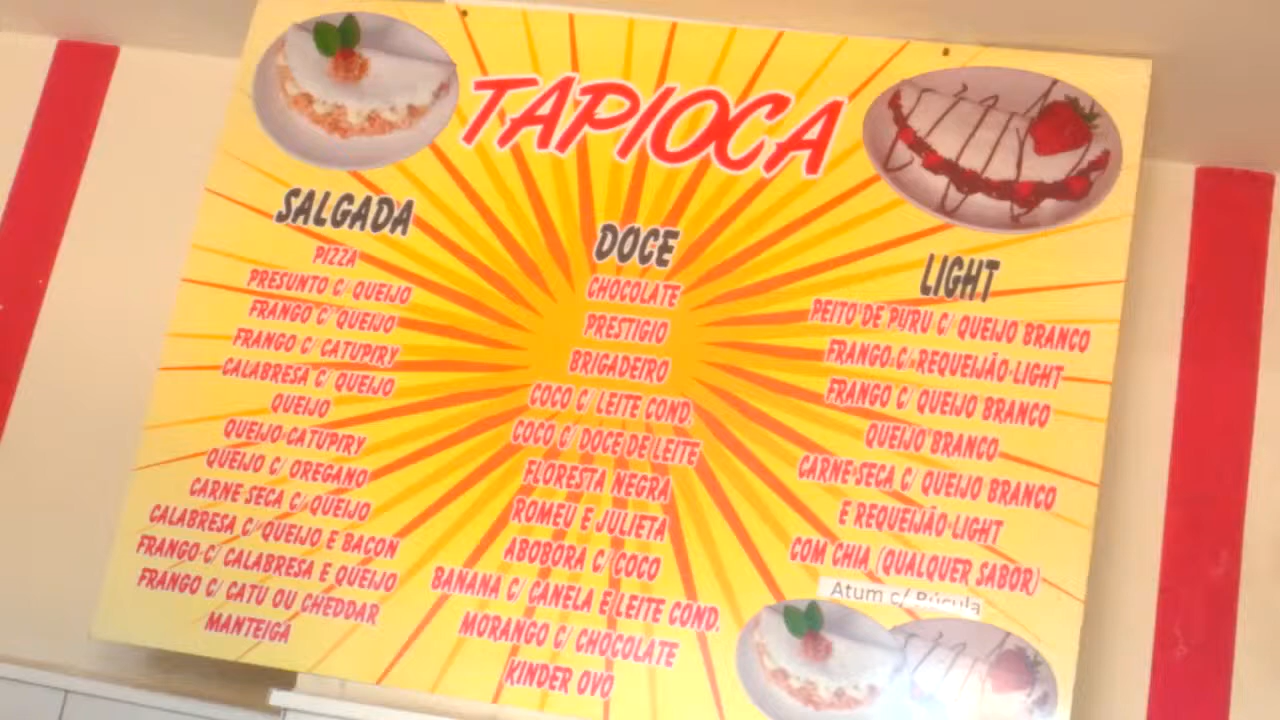 TAPIOCA
SALGADA
PIZZA
PRESUNTO C/ QUEIJO
FRANGO C/ QUEIJO
FRANGO C/ CATUPIRY
CALABRESA C/ QUEIJO
QUEIJO
QUEIJO CATUPIRY
QUEIJO C/ OREGANO
CARNE SECA C/ QUEIJO
CALABRESA C/ QUEIJO E BACON
FRANGO C/ CALABRESA E QUEIJO
FRANGO C/ CATU OU CHEDDAR
MANTEIGA
DOCE
CHOCOLATE
PRESTIGIO
BRIGADEIRO
COCO C/ LEITE COND.
COCO C/ DOCE DE LEITE
FLORESTA NEGRA
ROMEU E JULIETA
ABOBORA C/ COCO
BANANA C/ CANELA E LEITE COND.
MORANGO C/ CHOCOLATE
KINDER OVO
LIGHT
PEITO DE PURU C/ QUEIJO BRANCO
FRANGO C/ REQUEIJÃO LIGHT
FRANGO C/ QUEIJO BRANCO
QUEIJO BRANCO
CARNE SECA C/ QUEIJO BRANCO
E REQUEIJÃO LIGHT
COM CHIA (QUALQUER SABOR)
Atum c/ Rúcula